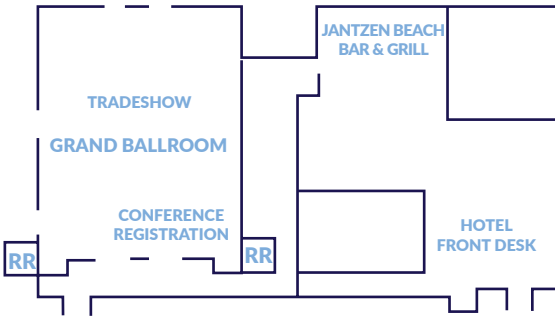 JANTZEN BEACH
BAR & GRILL
TRADESHOW
GRAND BALLROOM
CONFERENCE
REGISTRATION
HOTEL
FRONT DESK
RR
RR